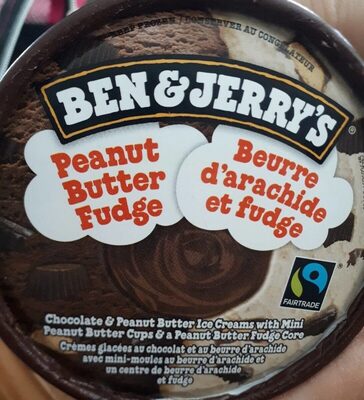 KEEP FROZEN / CONSERVER AU CONGÉLATEUR
BEN & JERRY'S
Peanut
Butter
Fudge
Beurre
d'arachide
et fudge
FAIRTRADE
Chocolate & Peanut Butter Ice Creams with Mini
Peanut Butter Cups & a Peanut Butter Fudge Core
Crèmes glacées au chocolat et au beurre d'arachide
avec mini-moules au beurre d'arachide et
un centre de beurre d'arachide
et fudge